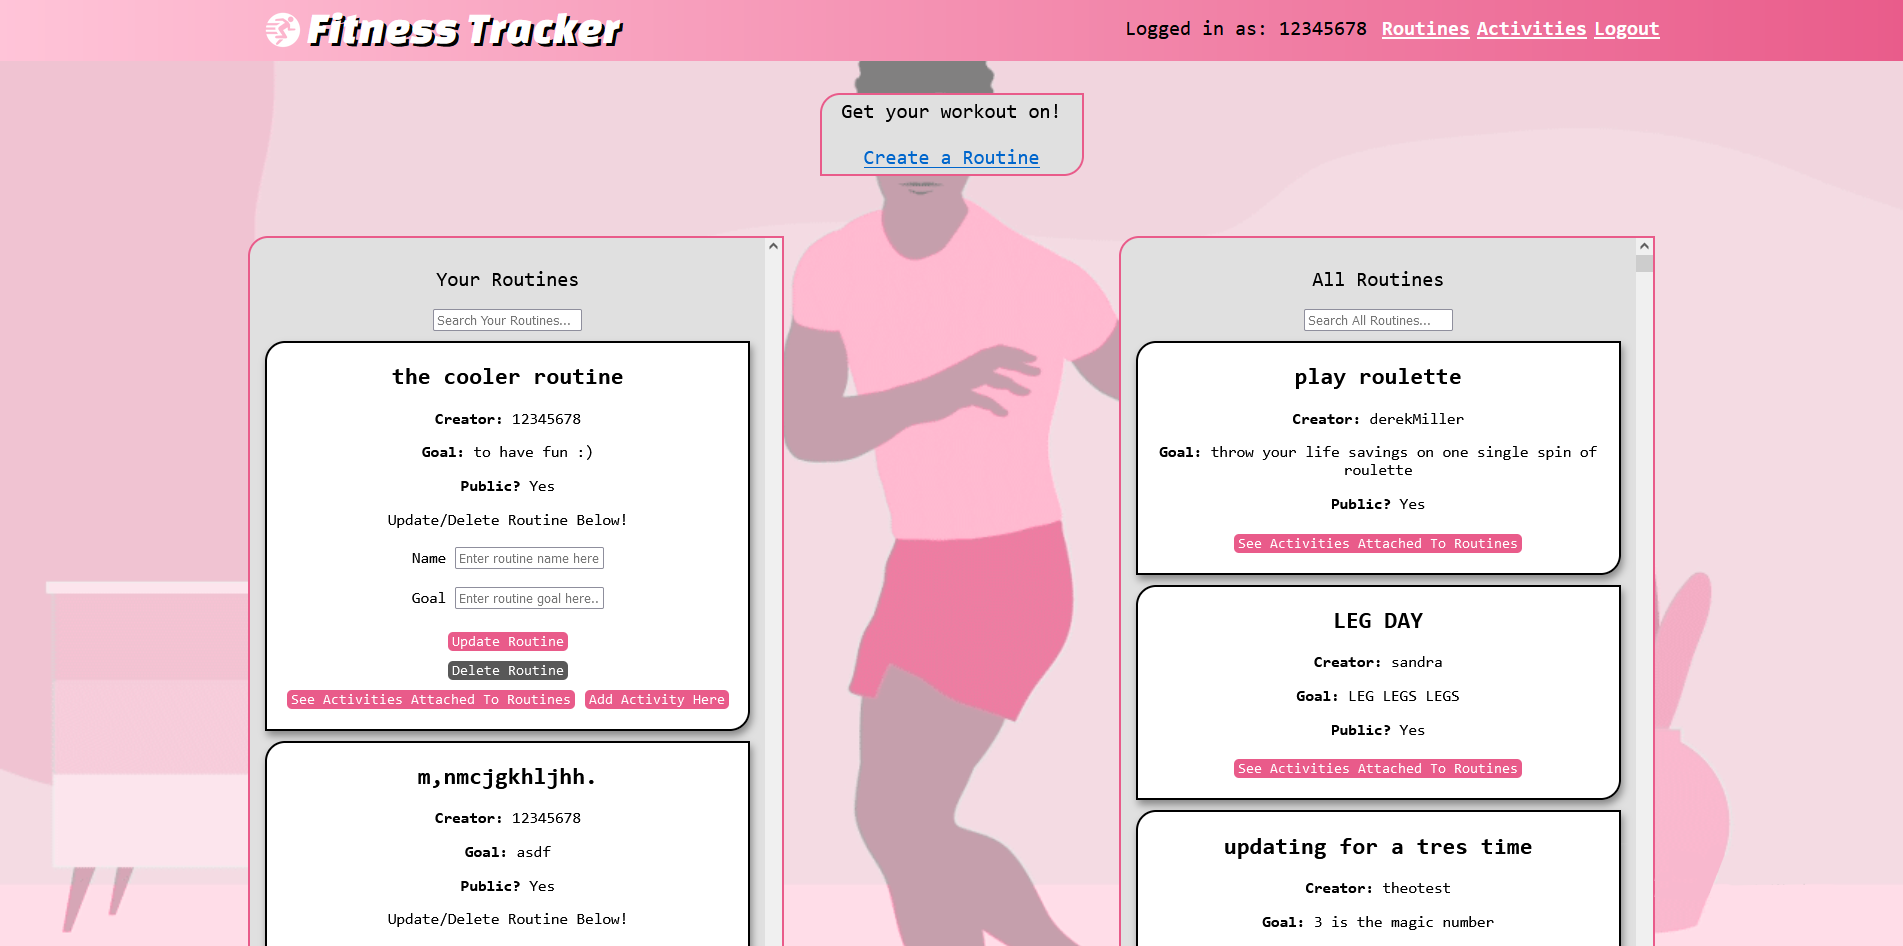 Fitness Tracker
Logged in as: 12345678 Routines Activities Logout
Get your workout on!
Create a Routine
Your Routines
Search Your Routines...
the cooler routine
Creator: 12345678
Goal: to have fun :)
Public? Yes
Update/Delete Routine Below!
Name Enter routine name here
Goal Enter routine goal here..
Update Routine
Delete Routine
See Activities Attached To Routines Add Activity Here
m,nmcjgkhljhh.
Creator: 12345678
Goal: asdf
Public? Yes
Update/Delete Routine Below!
All Routines
Search All Routines...
play roulette
Creator: derekMiller
Goal: throw your life savings on one single spin of
roulette
Public? Yes
See Activities Attached To Routines
LEG DAY
Creator: sandra
Goal: LEG LEGS LEGS
Public? Yes
See Activities Attached To Routines
updating for a tres time
Creator: theotest
Goal: 3 is the magic number